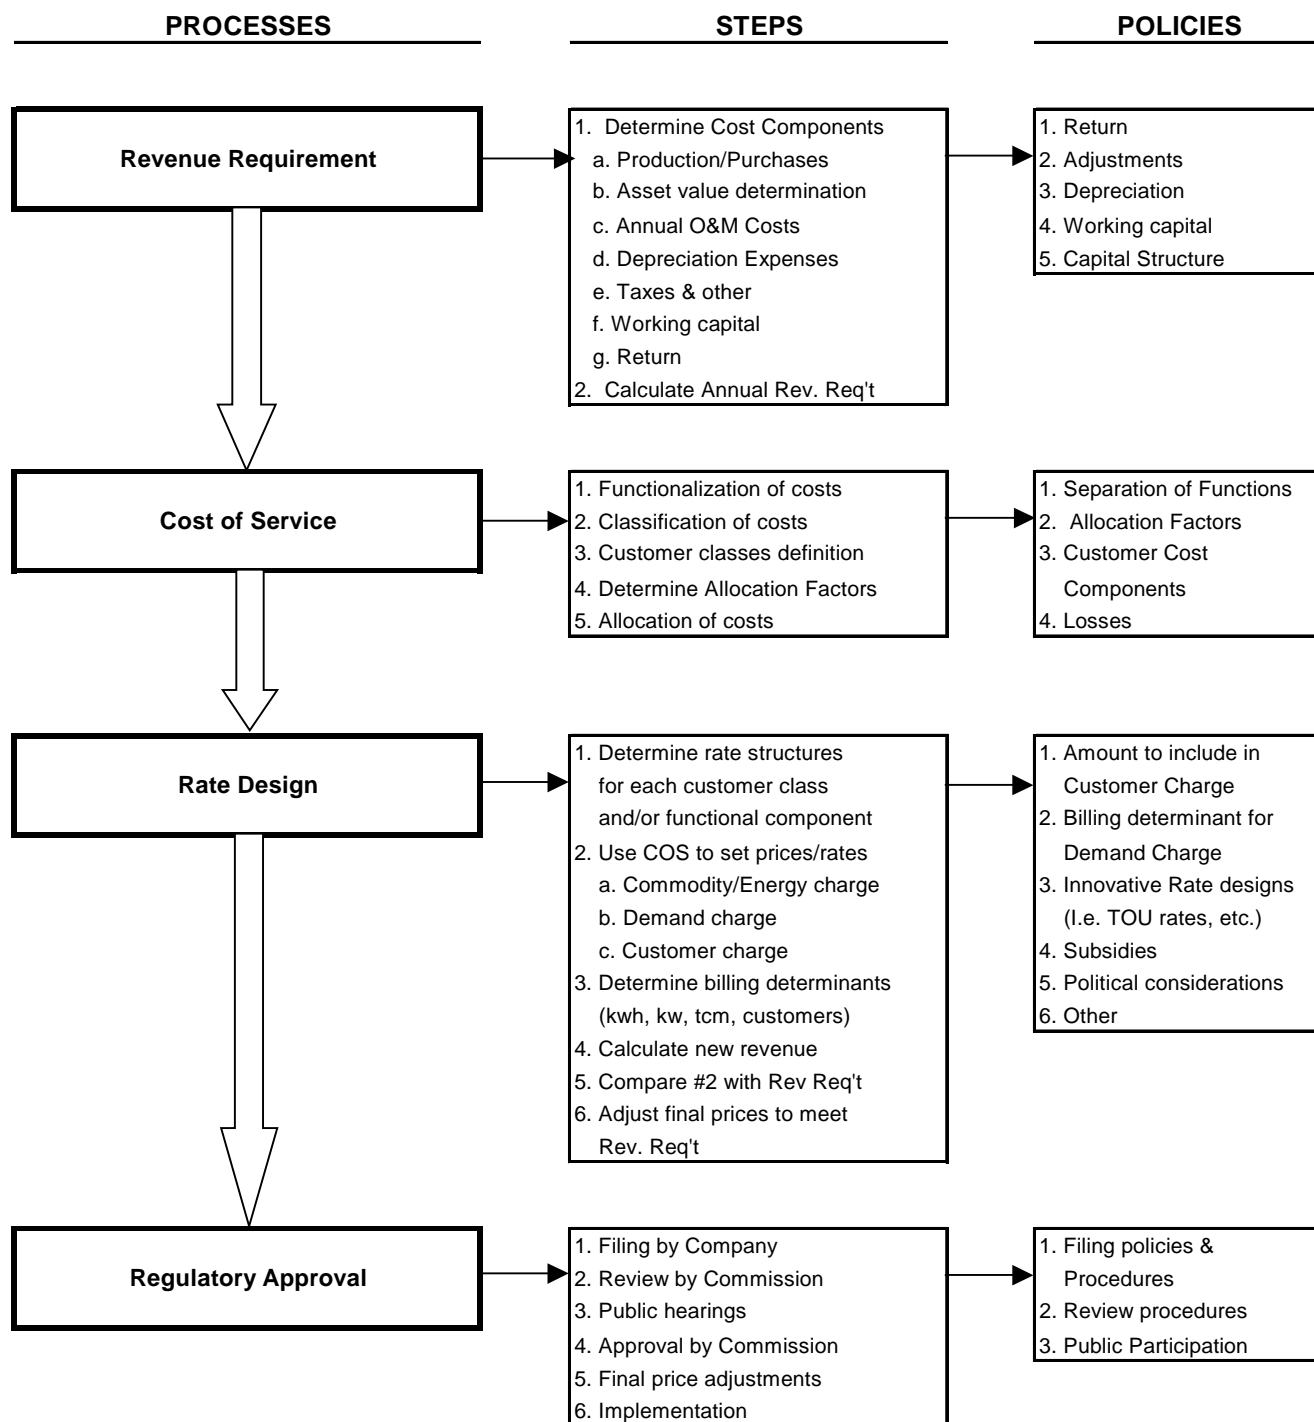 PROCESSES
STEPS
POLICIES
Revenue Requirement
1. Determine Cost Components
a. Production/Purchases
b. Asset value determination
c. Annual O&M Costs
d. Depreciation Expenses
e. Taxes & other
f. Working capital
g. Return
2. Calculate Annual Rev. Req't
1. Return
2. Adjustments
3. Depreciation
4. Working capital
5. Capital Structure
Cost of Service
1. Functionalization of costs
2. Classification of costs
3. Customer classes definition
4. Determine Allocation Factors
5. Allocation of costs
1. Separation of Functions
2. Allocation Factors
3. Customer Cost
Components
4. Losses
Rate Design
1. Determine rate structures
for each customer class
and/or functional component
2. Use COS to set prices/rates
a. Commodity/Energy charge
b. Demand charge
c. Customer charge
3. Determine billing determinants
(kwh, kw, tcm, customers)
4. Calculate new revenue
5. Compare #2 with Rev Req't
6. Adjust final prices to meet
Rev. Req't
1. Amount to include in
Customer Charge
2. Billing determinant for
Demand Charge
3. Innovative Rate designs
(I.e. TOU rates, etc.)
4. Subsidies
5. Political considerations
6. Other
Regulatory Approval
1. Filing by Company
2. Review by Commission
3. Public hearings
4. Approval by Commission
5. Final price adjustments
6. Implementation
1. Filing policies &
Procedures
2. Review procedures
3. Public Participation